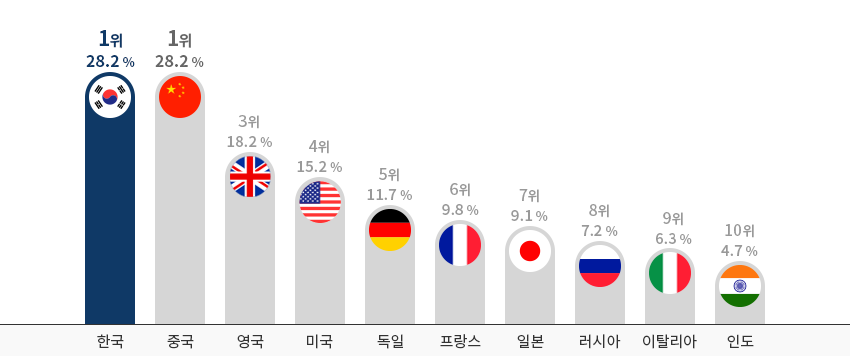 1위
28.2 %
1위
28.2 %
3위
18.2 %
4위
15.2 %
5위
11.7 %
6위
9.8 %
7위
9.1 %
8위
7.2 %
9위
6.3 %
10위
4.7 %
한국 중국 영국 미국 독일 프랑스 일본 러시아 이탈리아 인도